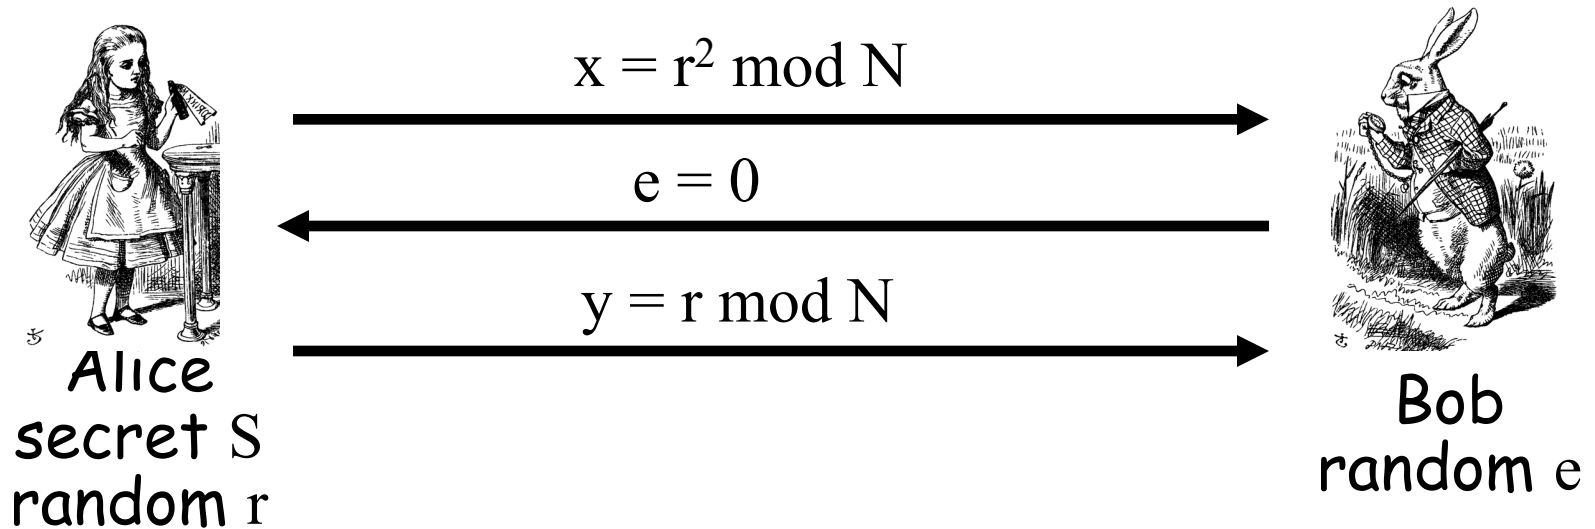 x = r² mod N
e = 0
y = r mod N
Alice
secret S
random r
Bob
random e